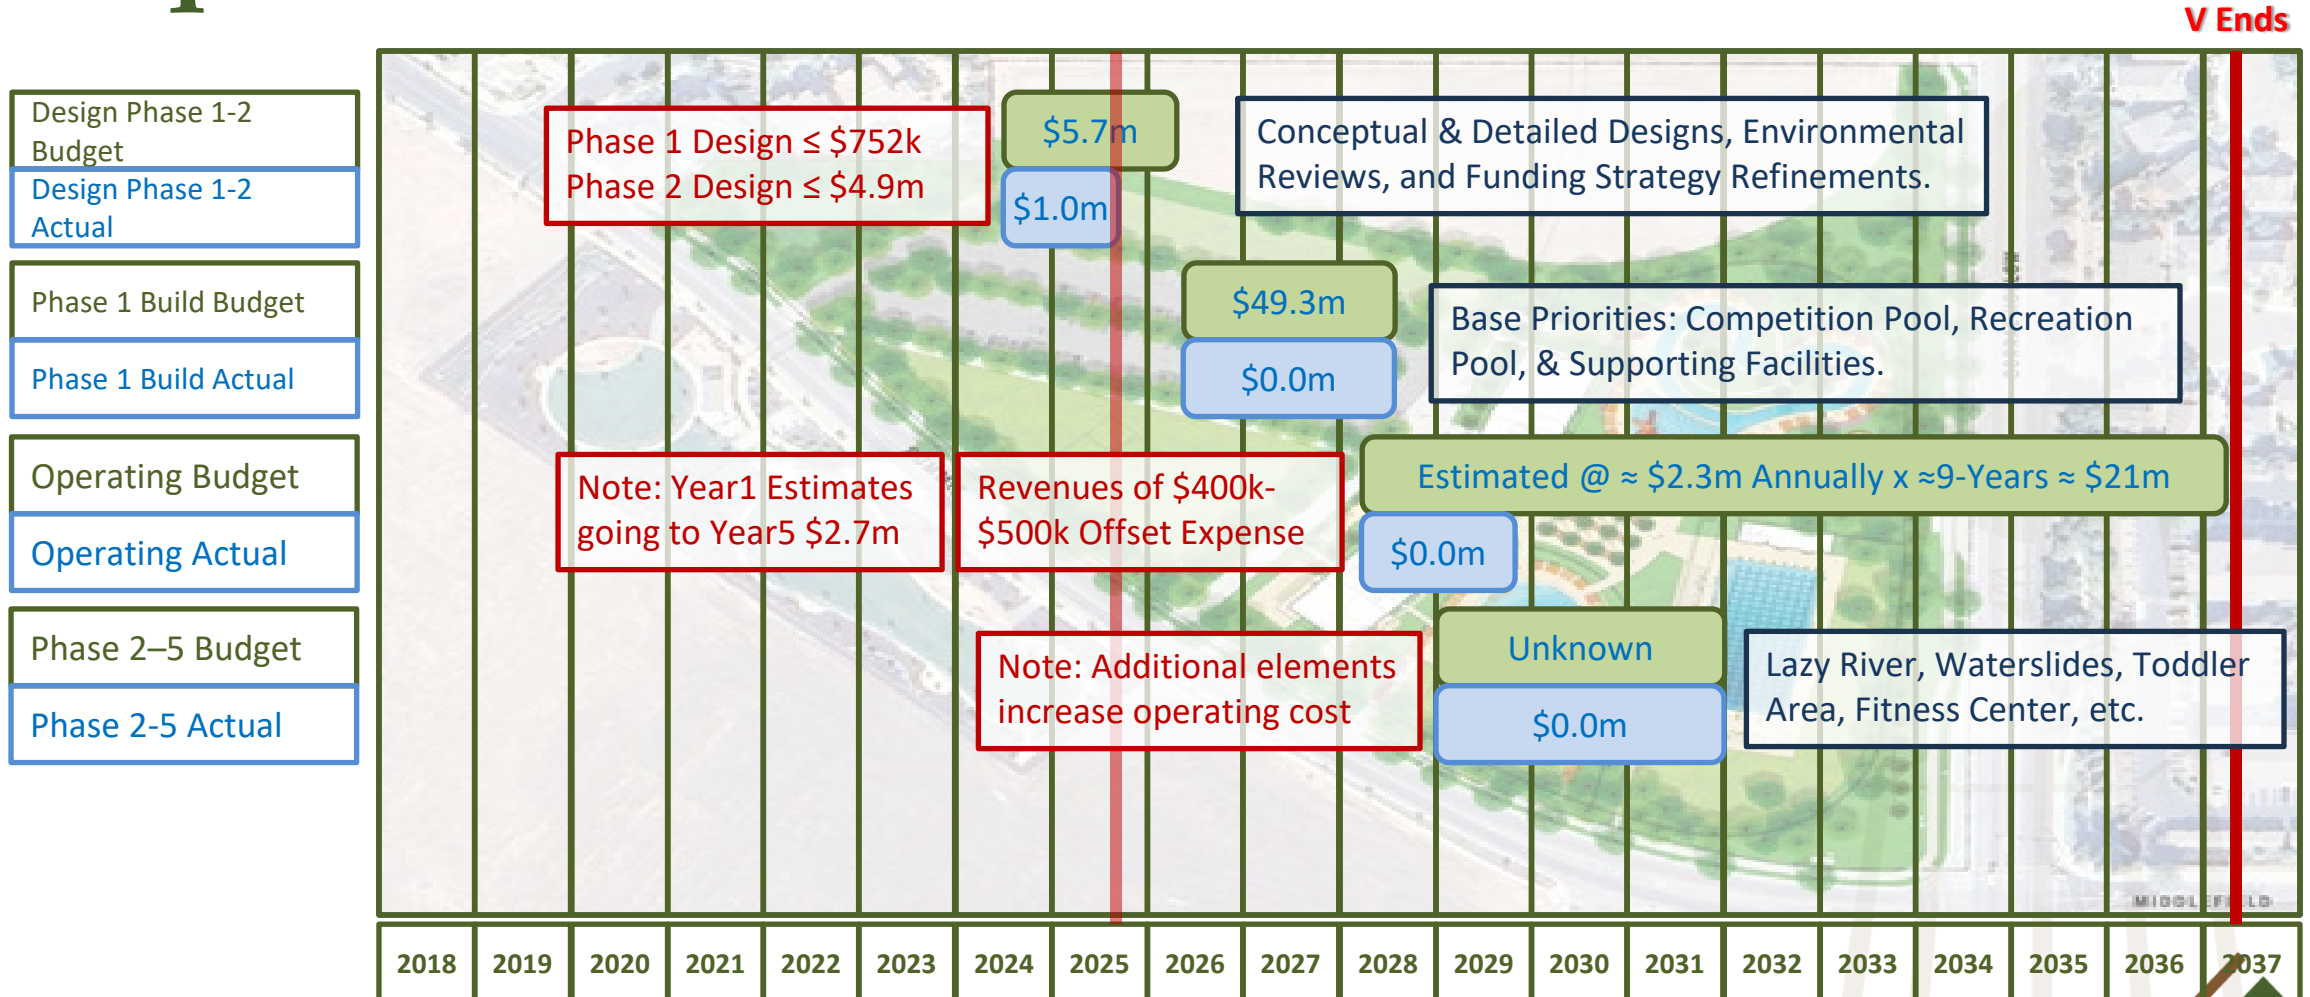 V Ends
Design Phase 1-2
Budget
Design Phase 1-2
Actual
Phase 1 Design ≤ $752k
Phase 2 Design ≤ $4.9m
$5.7m
$1.0m
Conceptual & Detailed Designs, Environmental
Reviews, and Funding Strategy Refinements.
Phase 1 Build Budget
Phase 1 Build Actual
$49.3m
$0.0m
Base Priorities: Competition Pool, Recreation
Pool, & Supporting Facilities.
Operating Budget
Operating Actual
Note: Year1 Estimates
going to Year5 $2.7m
Revenues of $400k-
$500k Offset Expense
Estimated @ ≈ $2.3m Annually x ≈9-Years ≈ $21m
$0.0m
Phase 2–5 Budget
Phase 2-5 Actual
Note: Additional elements
increase operating cost
Unknown
$0.0m
Lazy River, Waterslides, Toddler
Area, Fitness Center, etc.
MIDDLEFIELD
2018 2019 2020 2021 2022 2023 2024 2025 2026 2027 2028 2029 2030 2031 2032 2033 2034 2035 2036 2037